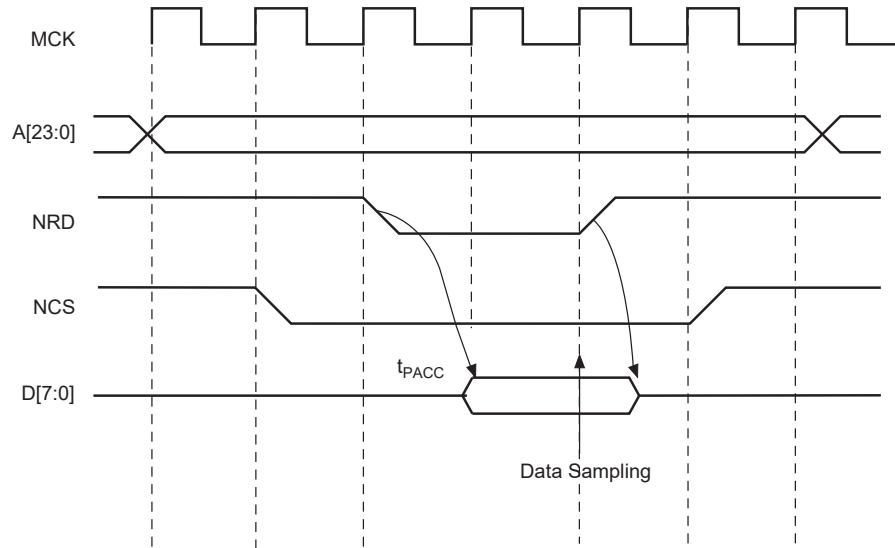 MCK
A[23:0]
NRD
NCS
tPACC
D[7:0]
Data Sampling